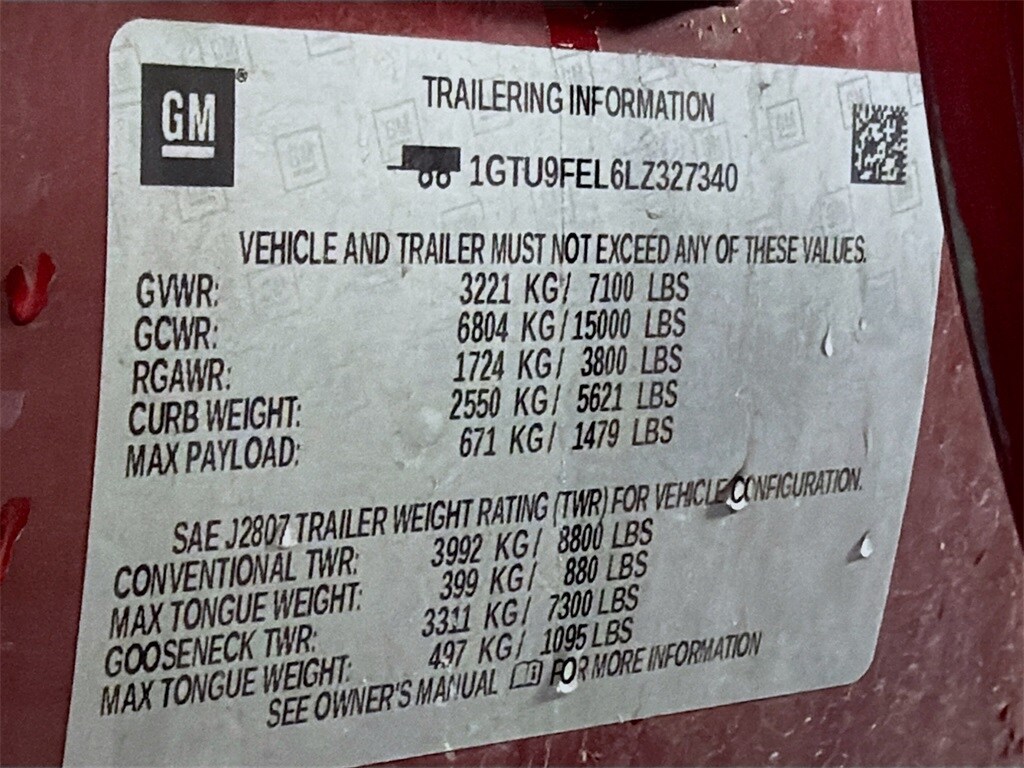 GM®
TRAILERING INFORMATION
1GTU9FEL6LZ327340
VEHICLE AND TRAILER MUST NOT EXCEED ANY OF THESE VALUES.
GVWR: 3221 KG/ 7100 LBS
GCWR: 6804 KG/15000 LBS
RGAWR: 1724 KG/ 3800 LBS
CURB WEIGHT: 2550 KG/ 5621 LBS
MAX PAYLOAD: 671 KG/ 1479 LBS
SAE J2807 TRAILER WEIGHT RATING (TWR) FOR VEHICLE CONFIGURATION.
CONVENTIONAL TWR: 3992 KG/ 8800 LBS
MAX TONGUE WEIGHT: 399 KG/ 880 LBS
GOOSENECK TWR: 3311 KG/ 7300 LBS
MAX TONGUE WEIGHT: 497 KG/ 1095 LBS
SEE OWNER'S MANUAL FOR MORE INFORMATION